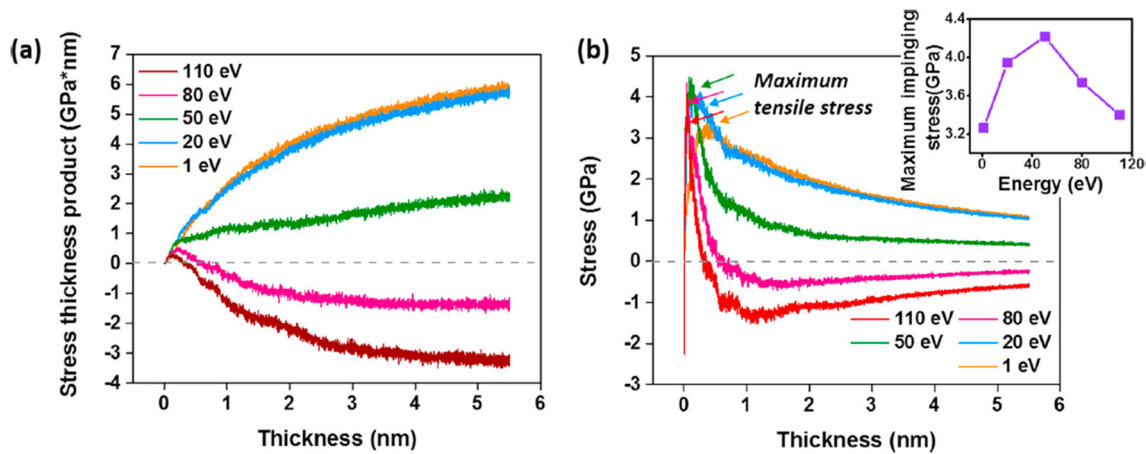 (a)
Stress thickness product (GPa*nm)
7
6
5
4
3
2
1
0
-1
-2
-3
-4
110 eV
80 eV
50 eV
20 eV
1 eV
0 1 2 3 4 5 6
Thickness (nm)
(b)
Stress (GPa)
5
4
3
2
1
0
-1
-2
-3
Maximum
tensile stress
110 eV 80 eV
50 eV 20 eV
1 eV
0 1 2 3 4 5 6
Thickness (nm)
Maximum impinging
stress(GPa)
4.4
4.0
3.6
3.2
0 40 80 120
Energy (eV)